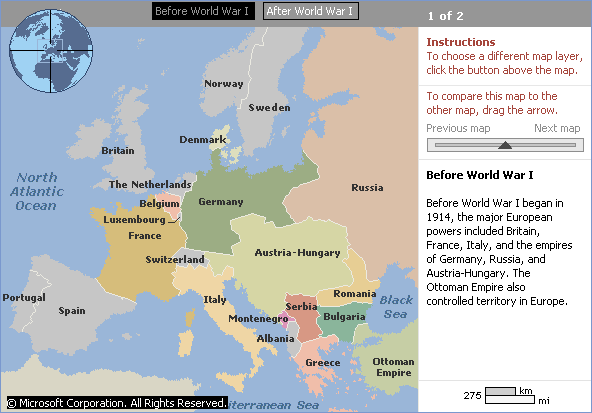 Before World War I
After World War I
1 of 2
Instructions
To choose a different map layer,
click the button above the map.
To compare this map to the
other map, drag the arrow.
Previous map
Next map
Before World War I
Before World War I began in
1914, the major European
powers included Britain,
France, Italy, and the empires
of Germany, Russia, and
Austria-Hungary. The
Ottoman Empire also
controlled territory in Europe.
275
km
mi
Norway
Sweden
Denmark
Britain
North
Atlantic
Ocean
The Netherlands
Belgium
Germany
Russia
Luxembourg
France
Austria-Hungary
Switzerland
Romania
Black
Sea
Portugal
Spain
Italy
Serbia
Montenegro
Bulgaria
Albania
Greece
Ottoman
Empire
© Microsoft Corporation. All Rights Reserved.
Sea